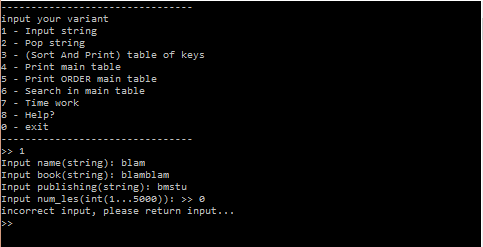 --------------------------------
input your variant
1 - Input string
2 - Pop string
3 - (Sort And Print) table of keys
4 - Print main table
5 - Print ORDER main table
6 - Search in main table
7 - Time work
8 - Help?
0 - exit
--------------------------------
>> 1
Input name(string): blam
Input book(string): blamblam
Input publishing(string): bmstu
Input num_les(int(1...5000)): >> 0
incorrect input, please return input...
>>